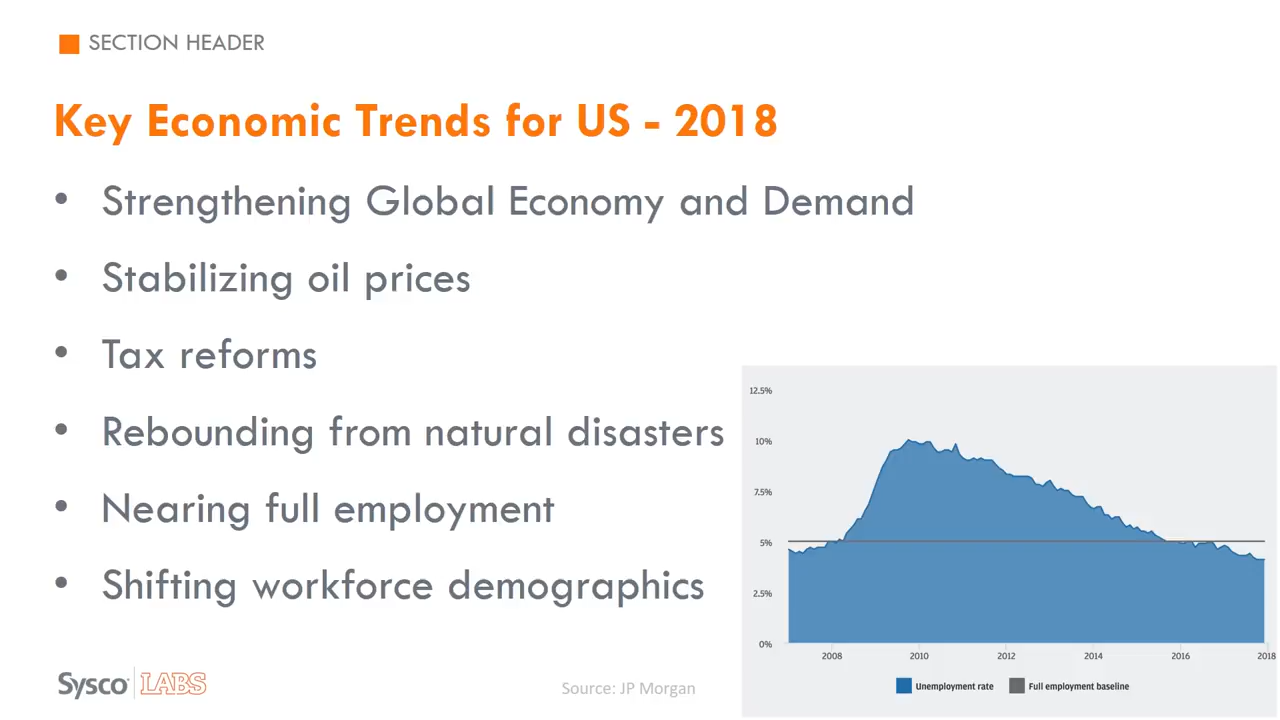 SECTION HEADER
Key Economic Trends for US - 2018
• Strengthening Global Economy and Demand
• Stabilizing oil prices
• Tax reforms
• Rebounding from natural disasters
• Nearing full employment
• Shifting workforce demographics
12.5%
10%
7.5%
5%
2.5%
0%
2008 2010 2012 2014 2016 2018
Unemployment rate Full employment baseline
Sysco LABS
Source: JP Morgan